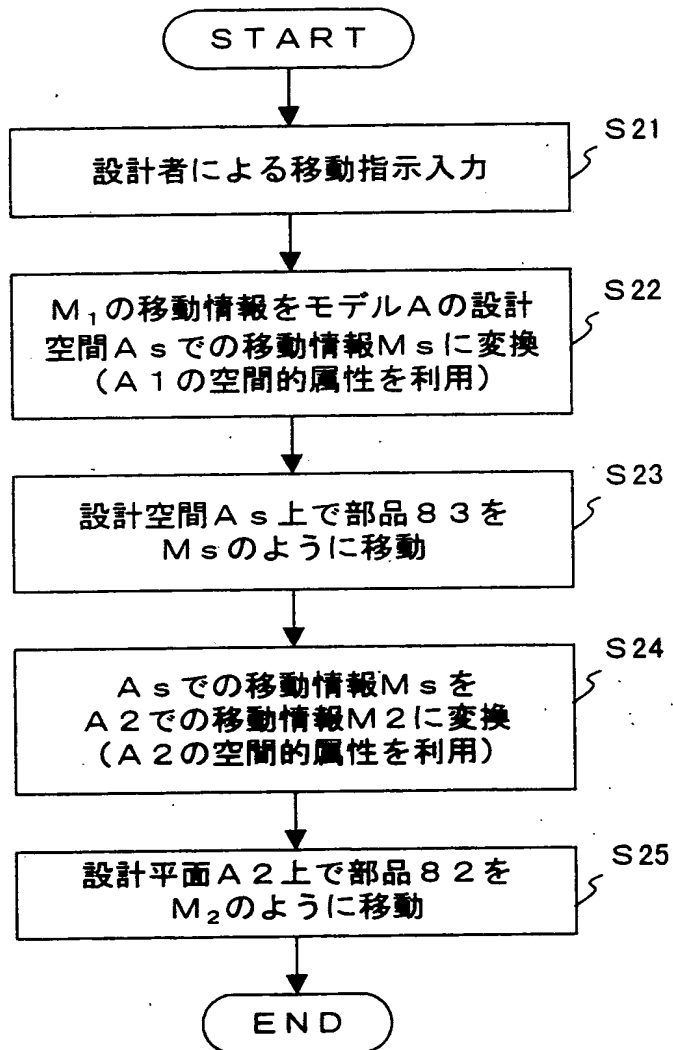 START
S21
設計者による移動指示入力
S22
M₁の移動情報をモデルAの設計
空間Asでの移動情報Msに変換
(A1の空間的属性を利用)
S23
設計空間As上で部品83を
Msのように移動
S24
Asでの移動情報Msを
A2での移動情報M2に変換
(A2の空間的属性を利用)
S25
設計平面A2上で部品82を
M₂のように移動
END